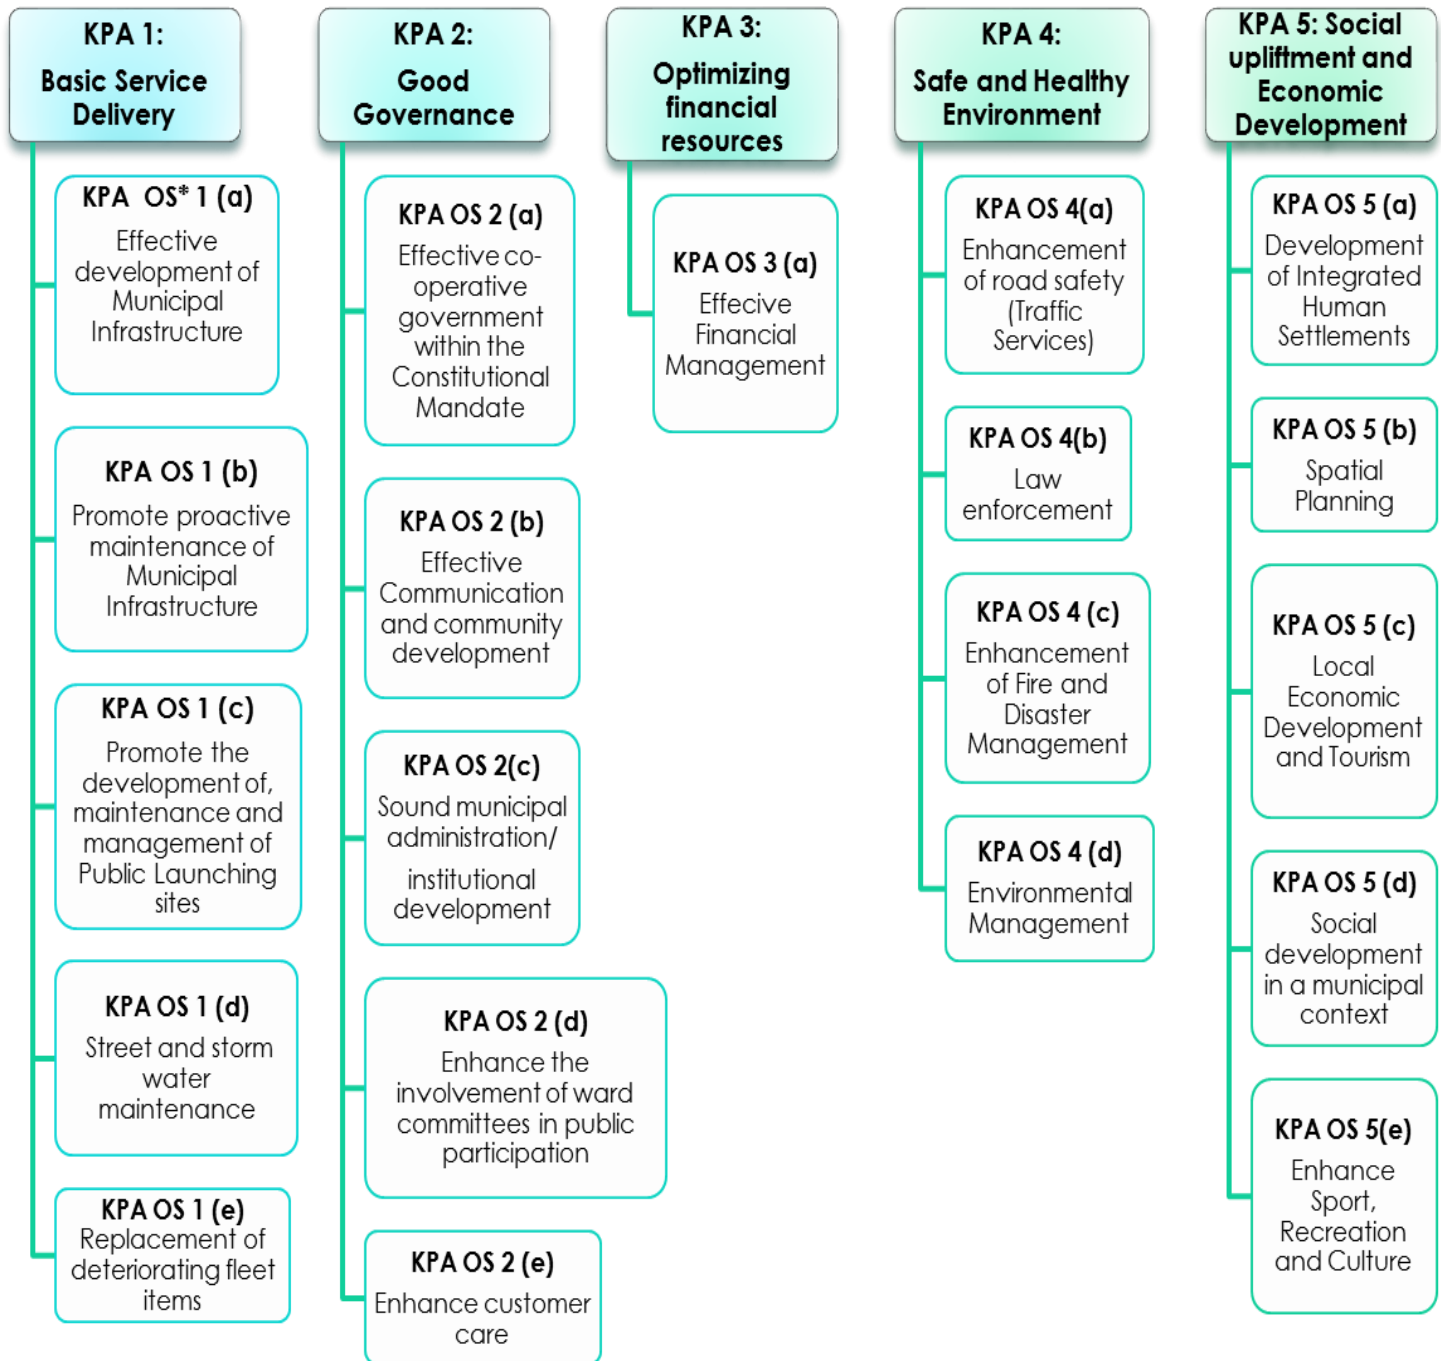 KPA 1:
Basic Service
Delivery
KPA OS* 1 (a)
Effective
development of
Municipal
Infrastructure
KPA OS 1 (b)
Promote proactive
maintenance of
Municipal
Infrastructure
KPA OS 1 (c)
Promote the
development of,
maintenance and
management of
Public Launching
sites
KPA OS 1 (d)
Street and storm
water
maintenance
KPA OS 1 (e)
Replacement of
deteriorating fleet
items
KPA 2:
Good
Governance
KPA OS 2 (a)
Effective co-
operative
government
within the
Constitutional
Mandate
KPA OS 2 (b)
Effective
Communication
and community
development
KPA OS 2(c)
Sound municipal
administration/
institutional
development
KPA OS 2 (d)
Enhance the
involvement of ward
committees in public
participation
KPA OS 2 (e)
Enhance customer
care
KPA 3:
Optimizing
financial
resources
KPA OS 3 (a)
Effecive
Financial
Management
KPA 4:
Safe and Healthy
Environment
KPA OS 4(a)
Enhancement
of road safety
(Traffic
Services)
KPA OS 4(b)
Law
enforcement
KPA OS 4 (c)
Enhancement
of Fire and
Disaster
Management
KPA OS 4 (d)
Environmental
Management
KPA 5: Social
upliftment and
Economic
Development
KPA OS 5 (a)
Development
of Integrated
Human
Settlements
KPA OS 5 (b)
Spatial
Planning
KPA OS 5 (c)
Local
Economic
Development
and Tourism
KPA OS 5 (d)
Social
development
in a municipal
context
KPA OS 5(e)
Enhance
Sport,
Recreation
and Culture